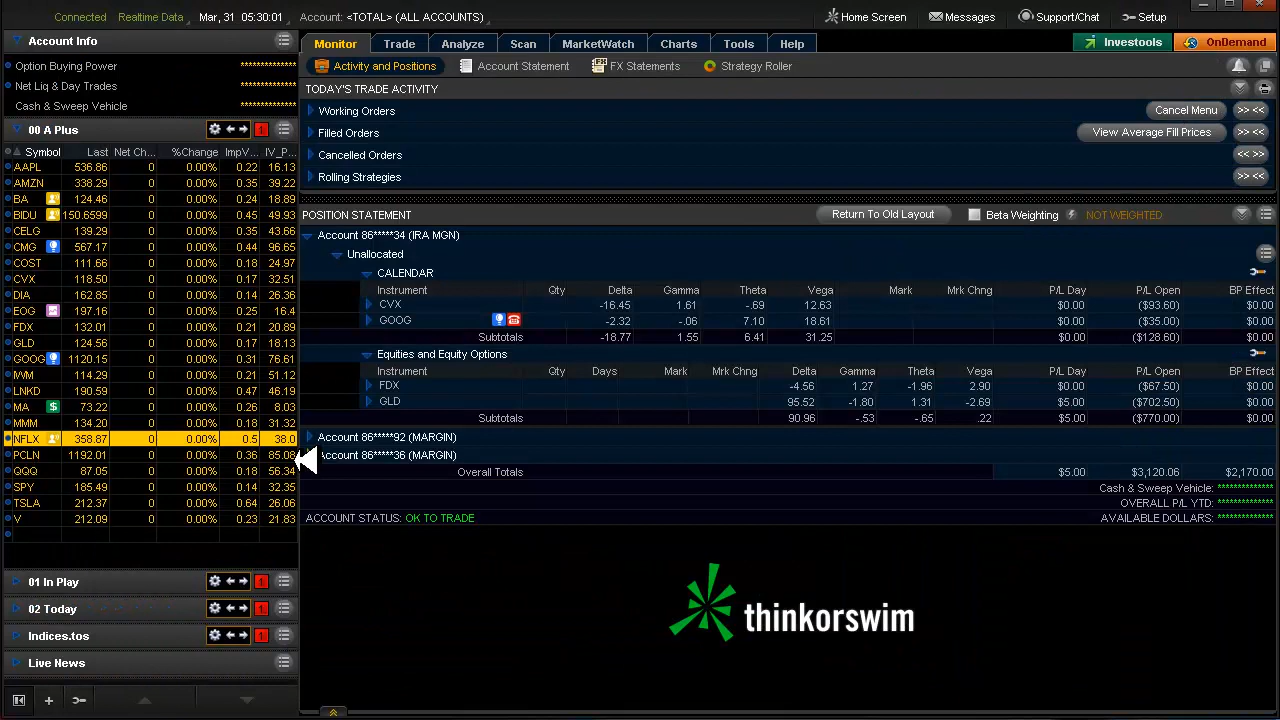 Connected Realtime Data Mar, 31 05:30:01 Account: <TOTAL> (ALL ACCOUNTS) Home Screen Messages Support/Chat Setup
Account Info
Option Buying Power **************
Net Liq & Day Trades **************
Cash & Sweep Vehicle **************
00 A Plus 1
Symbol Last Net Ch... %Change ImpV... IV_P...
AAPL 536.86 0 0.00% 0.22 16.13
AMZN 338.29 0 0.00% 0.35 39.22
BA 124.46 0 0.00% 0.24 18.89
BIDU 150.6599 0 0.00% 0.45 49.93
CELG 139.29 0 0.00% 0.35 43.66
CMG 567.17 0 0.00% 0.44 96.65
COST 111.66 0 0.00% 0.18 24.97
CVX 118.50 0 0.00% 0.17 32.51
DIA 162.85 0 0.00% 0.14 26.36
EOG 197.16 0 0.00% 0.25 16.4
FDX 132.01 0 0.00% 0.21 20.89
GLD 124.56 0 0.00% 0.17 18.13
GOOG 1120.15 0 0.00% 0.31 76.61
IWM 114.29 0 0.00% 0.21 51.12
LNKD 190.59 0 0.00% 0.47 46.19
MA $ 73.22 0 0.00% 0.26 8.03
MMM 134.20 0 0.00% 0.18 31.32
NFLX 358.87 0 0.00% 0.5 38.0
PCLN 1192.01 0 0.00% 0.36 85.08
QQQ 87.05 0 0.00% 0.18 56.34
SPY 185.49 0 0.00% 0.14 32.35
TSLA 212.37 0 0.00% 0.64 26.06
V 212.09 0 0.00% 0.23 21.83
01 In Play 1
02 Today 1
Indices.tos 1
Live News
Monitor Trade Analyze Scan MarketWatch Charts Tools Help Investools OnDemand
Activity and Positions Account Statement FX Statements Strategy Roller
TODAY'S TRADE ACTIVITY
Working Orders Cancel Menu >> <<
Filled Orders View Average Fill Prices >> <<
Cancelled Orders << >>
Rolling Strategies >> <<
POSITION STATEMENT Return To Old Layout Beta Weighting NOT WEIGHTED
Account 86*****34 (IRA MGN)
Unallocated
CALENDAR
Instrument Qty Delta Gamma Theta Vega Mark Mrk Chng P/L Day P/L Open BP Effect
CVX -16.45 1.61 -.69 12.63 $0.00 ($93.60) $0.00
GOOG -2.32 -.06 7.10 18.61 $0.00 ($35.00) $0.00
Subtotals -18.77 1.55 6.41 31.25 $0.00 ($128.60) $0.00
Equities and Equity Options
Instrument Qty Days Mark Mrk Chng Delta Gamma Theta Vega P/L Day P/L Open BP Effect
FDX -4.56 1.27 -1.96 2.90 $0.00 ($67.50) $0.00
GLD 95.52 -1.80 1.31 -2.69 $5.00 ($702.50) $0.00
Subtotals 90.96 -.53 -.65 .22 $5.00 ($770.00) $0.00
Account 86*****92 (MARGIN)
Account 86*****36 (MARGIN)
Overall Totals $5.00 $3,120.06 $2,170.00
Cash & Sweep Vehicle: **************
OVERALL P/L YTD: **************
ACCOUNT STATUS: OK TO TRADE AVAILABLE DOLLARS: **************
thinkorswim